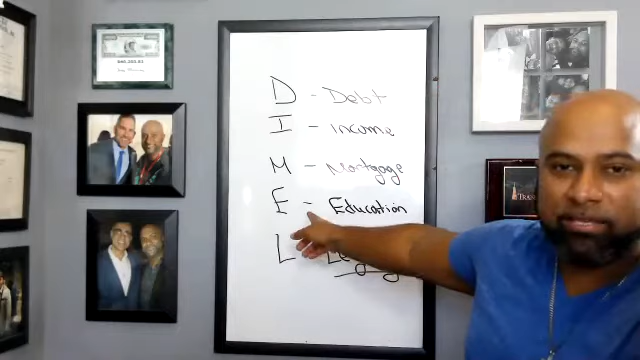 D - Debt
I - Income
M - Mortgage
E - Education
L